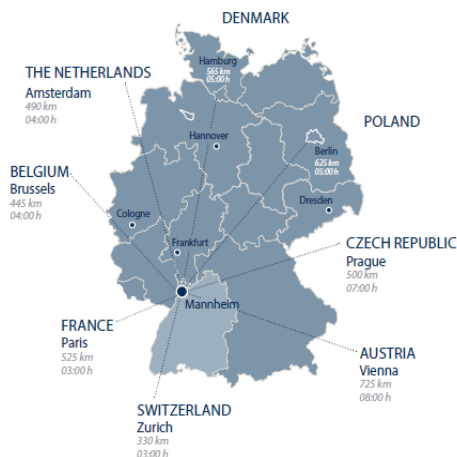 DENMARK
Hamburg
565 km
05:00 h
THE NETHERLANDS
Amsterdam
490 km
04:00 h
POLAND
Hannover
Berlin
625 km
05:00 h
BELGIUM
Brussels
445 km
04:00 h
Dresden
Cologne
Frankfurt
CZECH REPUBLIC
Prague
500 km
07:00 h
Mannheim
FRANCE
Paris
525 km
03:00 h
AUSTRIA
Vienna
725 km
08:00 h
SWITZERLAND
Zurich
330 km
03:00 h